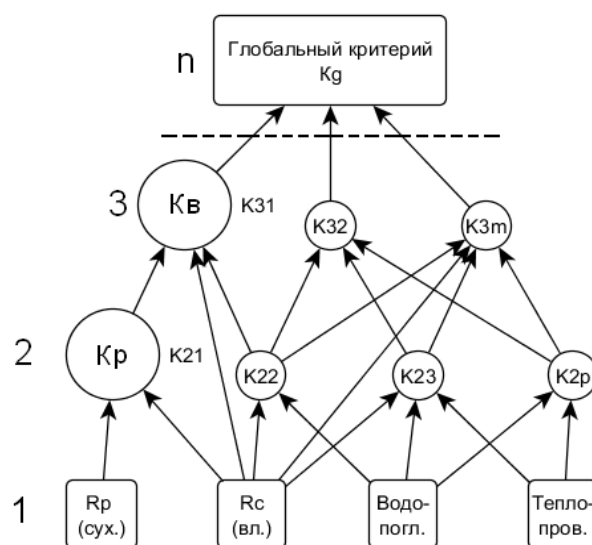 n
Глобальный критерий
Kg
3
Кв
K31
K32
K3m
2
Кр
K21
K22
K23
K2p
1
Rp
(сух.)
Rc
(вл.)
Водо-
погл.
Тепло-
пров.